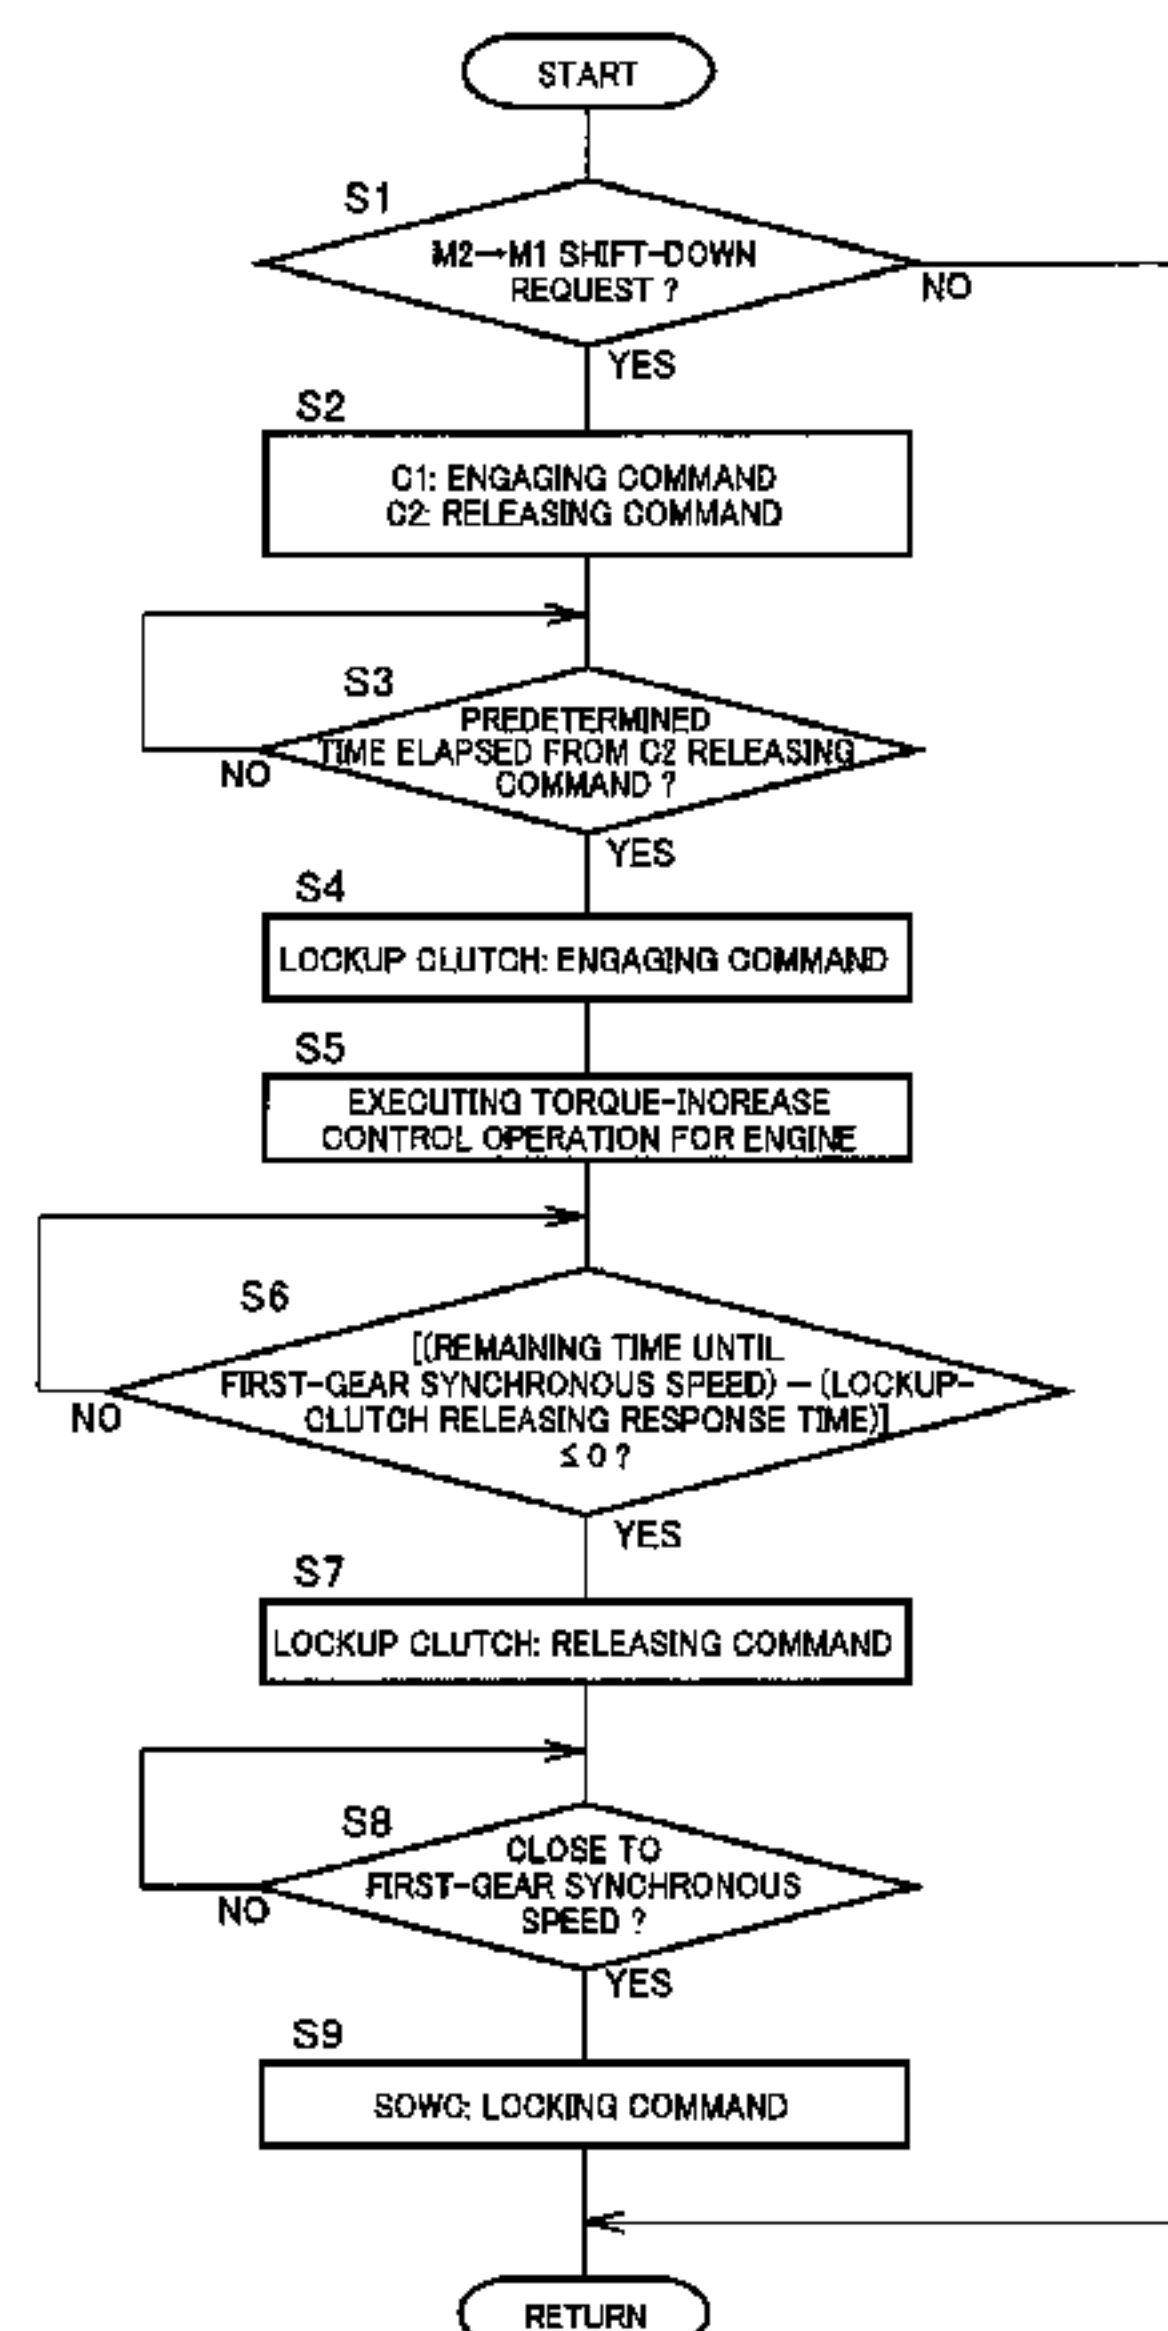 START
S1
M2→M1 SHIFT-DOWN
REQUEST ?
NO
YES
S2
C1: ENGAGING COMMAND
C2: RELEASING COMMAND
S3
PREDETERMINED
TIME ELAPSED FROM C2 RELEASING
COMMAND ?
NO
YES
S4
LOCKUP CLUTCH: ENGAGING COMMAND
S5
EXECUTING TORQUE-INCREASE
CONTROL OPERATION FOR ENGINE
S6
[(REMAINING TIME UNTIL
FIRST-GEAR SYNCHRONOUS SPEED) – (LOCKUP-
CLUTCH RELEASING RESPONSE TIME)]
≤ 0 ?
NO
YES
S7
LOCKUP CLUTCH: RELEASING COMMAND
S8
CLOSE TO
FIRST-GEAR SYNCHRONOUS
SPEED ?
NO
YES
S9
SOWC: LOCKING COMMAND
RETURN